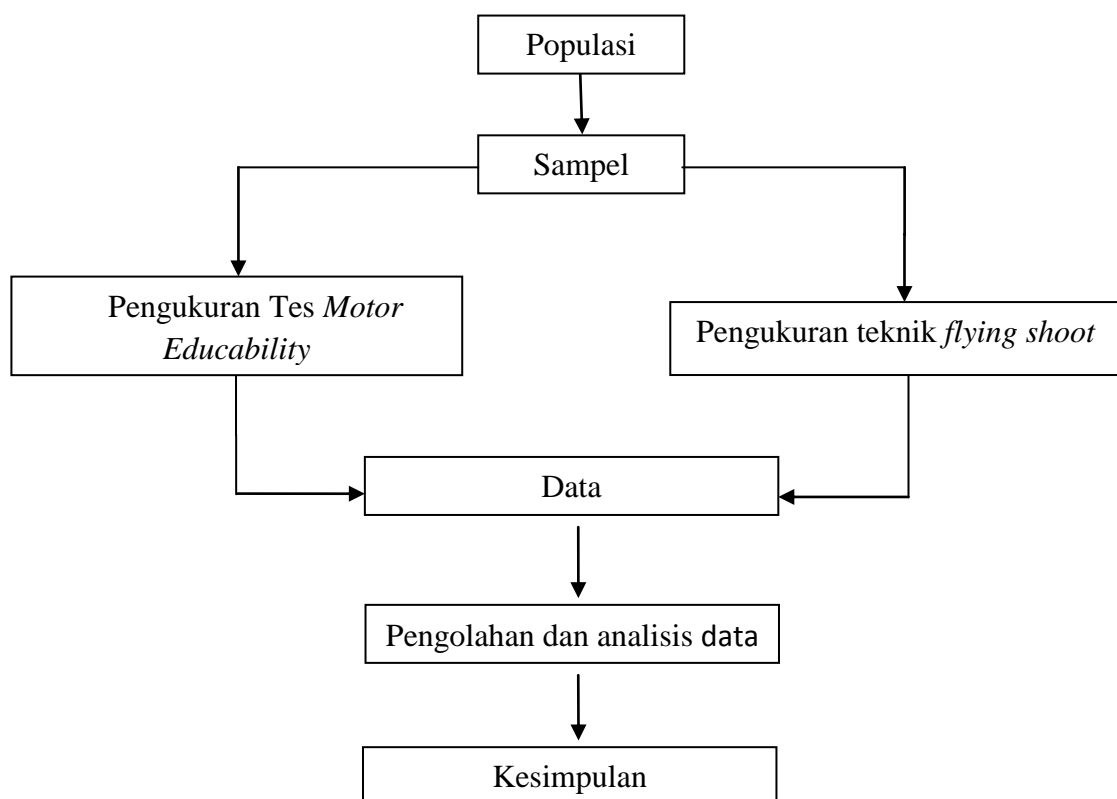 Populasi
Sampel
Pengukuran Tes Motor
Educability
Pengukuran teknik flying shoot
Data
Pengolahan dan analisis data
Kesimpulan